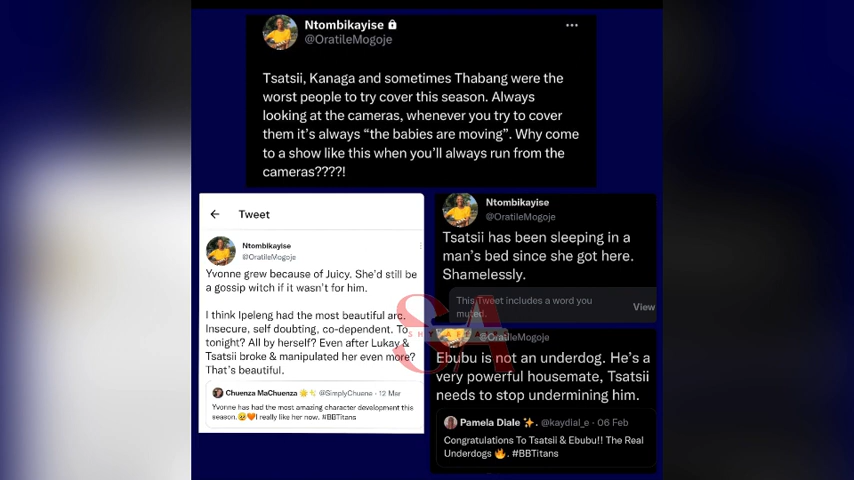 Ntombikayise
@OratileMogoje
Tsatsii, Kanaga and sometimes Thabang were the
worst people to try cover this season. Always
looking at the cameras, whenever you try to cover
them it's always “the babies are moving”. Why come
to a show like this when you'll always run from the
cameras????!
Tweet
Ntombikayise
@OratileMogoje
Yvonne grew because of Juicy. She'd still be
a gossip witch if it wasn't for him.
I think Ipeleng had the most beautiful arc.
Insecure, self doubting, co-dependent. To
tonight? All by herself? Even after Lukay &
Tsatsii broke & manipulated her even more?
That's beautiful.
Chuenza MaChuenza @SimplyChuene · 12 Mar
Yvonne has had the most amazing character development this
season. I really like her now. #BBTitans
Ntombikayise
@OratileMogoje
Tsatsii has been sleeping in a
man's bed since she got here.
Shamelessly.
This Tweet includes a word you
muted.
View
@OratileMogoje
Ebubu is not an underdog. He's a
very powerful housemate, Tsatsii
needs to stop undermining him.
Pamela Diale . @kaydial_e · 06 Feb
Congratulations To Tsatsii & Ebubu!! The Real
Underdogs . #BBTitans
SA